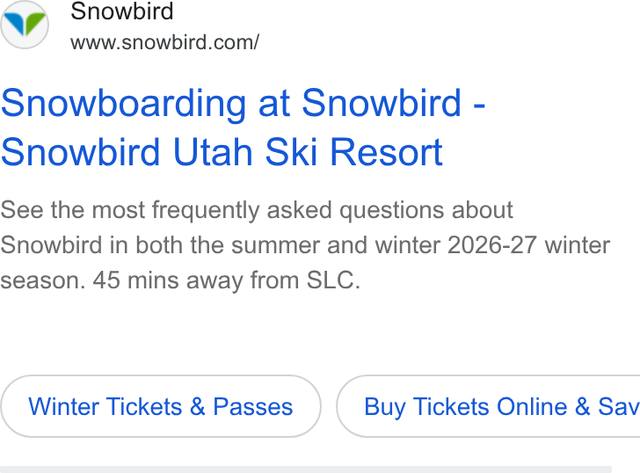 Snowbird
www.snowbird.com/
Snowboarding at Snowbird -
Snowbird Utah Ski Resort
See the most frequently asked questions about
Snowbird in both the summer and winter 2026-27 winter
season. 45 mins away from SLC.
Winter Tickets & Passes
Buy Tickets Online & Sav